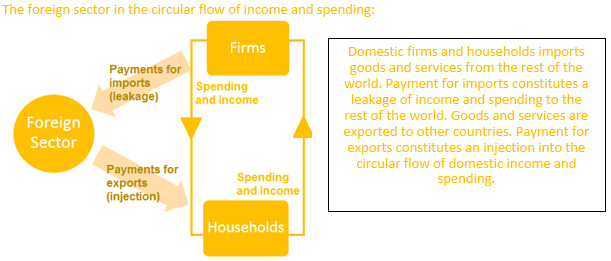 The foreign sector in the circular flow of income and spending:
Firms
Payments for
imports
(leakage)
Spending
and income
Foreign
Sector
Payments for
exports
(injection)
Spending
and income
Households
Domestic firms and households imports
goods and services from the rest of the
world. Payment for imports constitutes a
leakage of income and spending to the
rest of the world. Goods and services are
exported to other countries. Payment for
exports constitutes an injection into the
circular flow of domestic income and
spending.